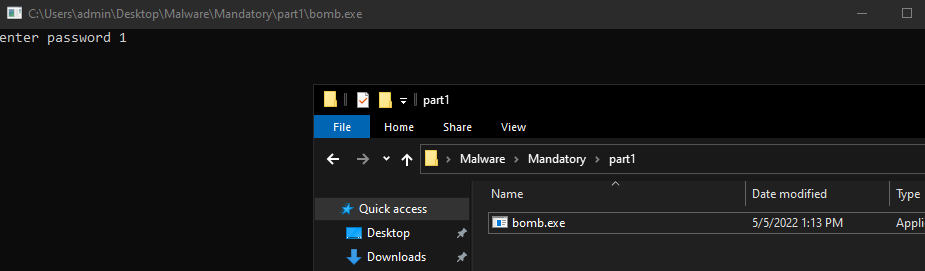 C:\Users\admin\Desktop\Malware\Mandatory\part1\bomb.exe
enter password 1
part1
File Home Share View
Malware Mandatory part1
Name Date modified Type
Quick access
bomb.exe 5/5/2022 1:13 PM Appli
Desktop
Downloads